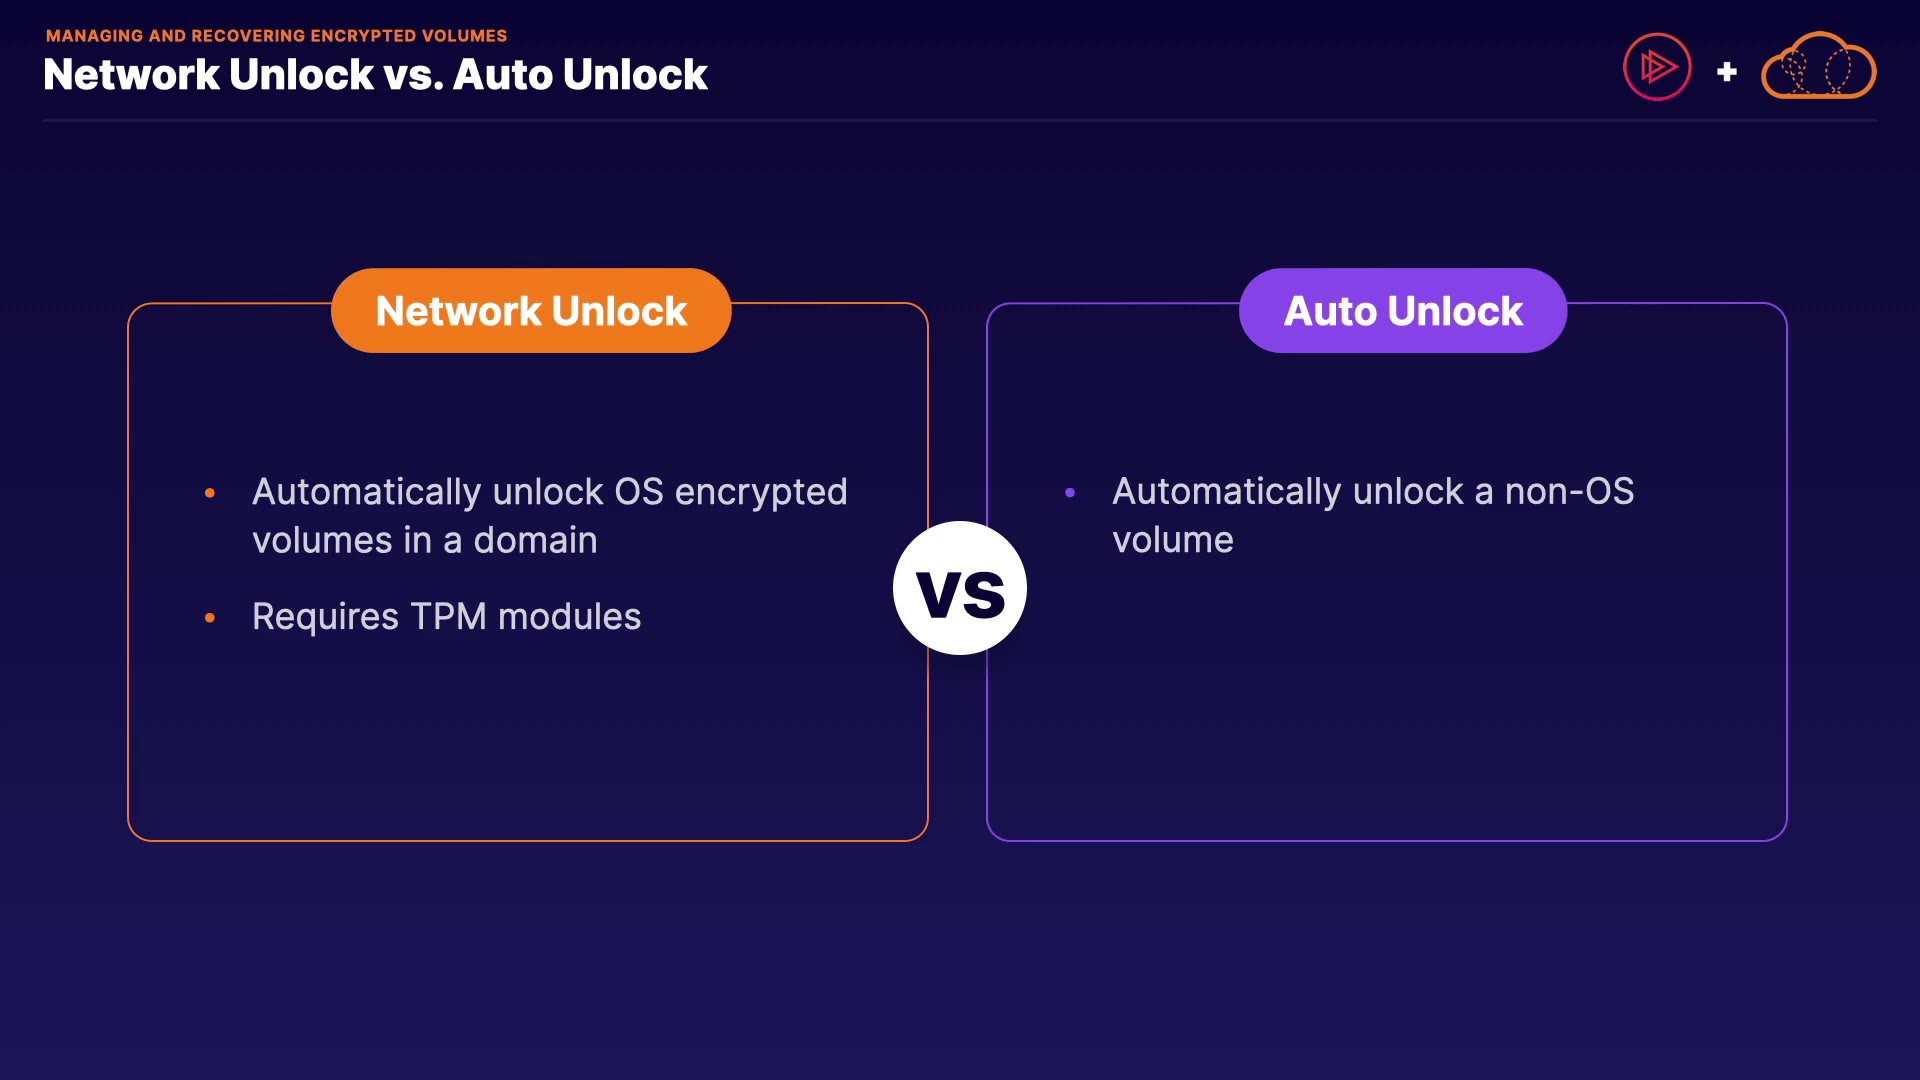 MANAGING AND RECOVERING ENCRYPTED VOLUMES
Network Unlock vs. Auto Unlock
+
Network Unlock
• Automatically unlock OS encrypted
volumes in a domain
• Requires TPM modules
vs
Auto Unlock
• Automatically unlock a non-OS
volume